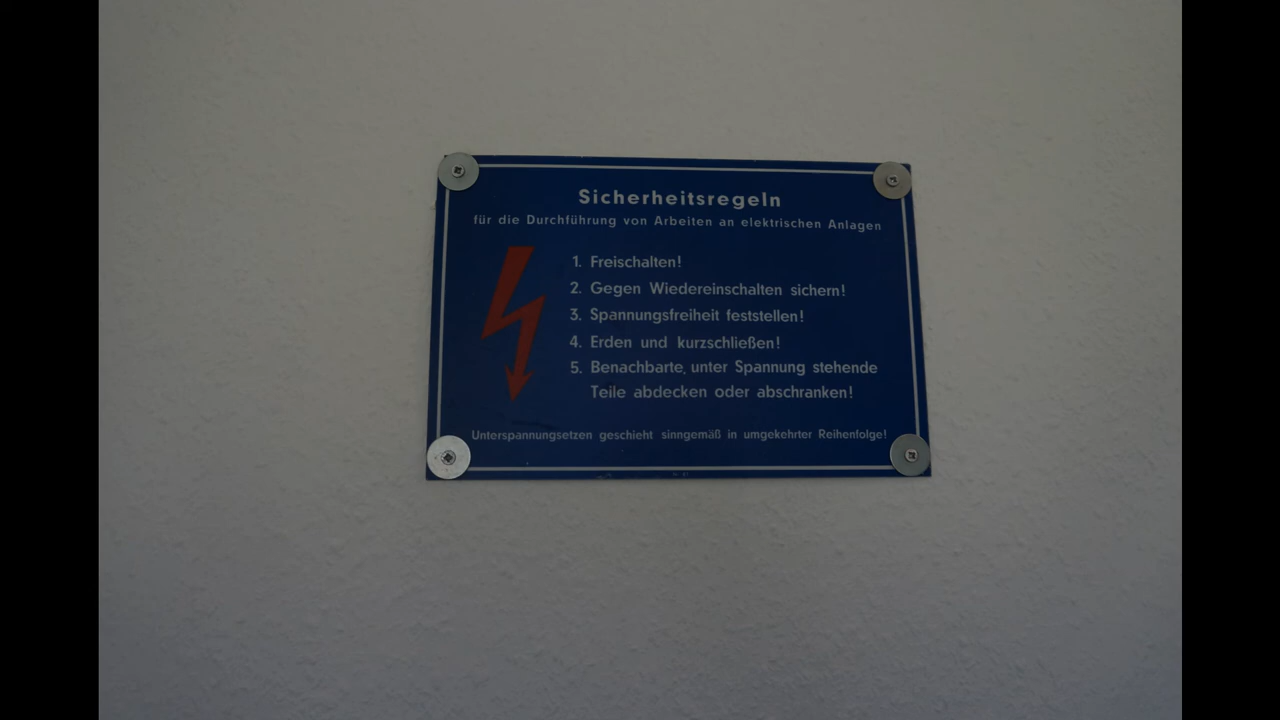 Sicherheitsregeln
für die Durchführung von Arbeiten an elektrischen Anlagen
1. Freischalten!
2. Gegen Wiedereinschalten sichern!
3. Spannungsfreiheit feststellen!
4. Erden und kurzschließen!
5. Benachbarte, unter Spannung stehende
Teile abdecken oder abschranken!
Unterspannungsetzen geschieht sinngemäß in umgekehrter Reihenfolge!